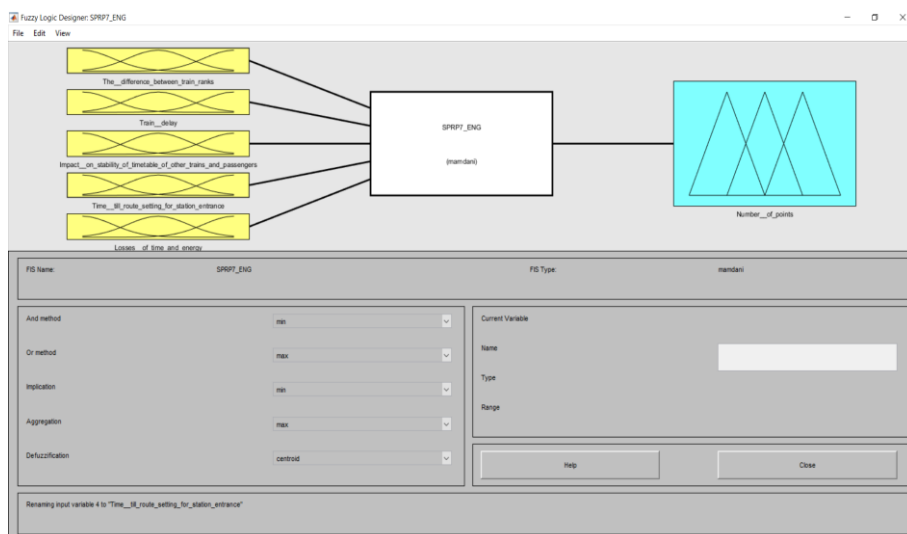 Fuzzy Logic Designer: SPRP7_ENG
File Edit View
The__difference_between_train_ranks
Train__delay
Impact__on_stability_of_timetable_of_other_trains_and_passengers
Time__till_route_setting_for_station_entrance
Losses__of_time_and_energy
SPRP7_ENG
(mamdani)
Number__of_points
FIS Name: SPRP7_ENG FIS Type: mamdani
And method min
Or method max
Implication min
Aggregation max
Defuzzification centroid
Current Variable
Name
Type
Range
Help Close
Renaming input variable 4 to "Time__till_route_setting_for_station_entrance"